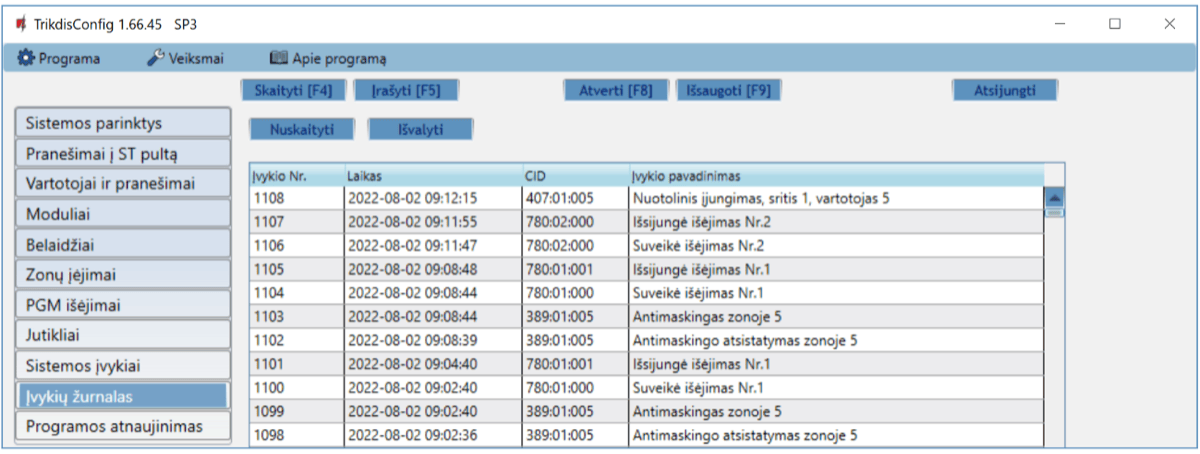 TrikdisConfig 1.66.45 SP3
Programa Veiksmai Apie programą
Skaityti [F4] Įrašyti [F5] Atverti [F8] Išsaugoti [F9] Atsijungti
Sistemos parinktys
Pranešimai į ST pultą
Vartotojai ir pranešimai
Moduliai
Belaidžiai
Zonų įėjimai
PGM išėjimai
Jutikliai
Sistemos įvykiai
Įvykių žurnalas
Programos atnaujinimas
Nuskaityti Išvalyti
Įvykio Nr. Laikas CID Įvykio pavadinimas
1108 2022-08-02 09:12:15 407:01:005 Nuotolinis įjungimas, sritis 1, vartotojas 5
1107 2022-08-02 09:11:55 780:02:000 Išsijungė išėjimas Nr.2
1106 2022-08-02 09:11:47 780:02:000 Suveikė išėjimas Nr.2
1105 2022-08-02 09:08:48 780:01:001 Išsijungė išėjimas Nr.1
1104 2022-08-02 09:08:44 780:01:000 Suveikė išėjimas Nr.1
1103 2022-08-02 09:08:44 389:01:005 Antimaskingas zonoje 5
1102 2022-08-02 09:08:39 389:01:005 Antimaskingo atsistatymas zonoje 5
1101 2022-08-02 09:04:40 780:01:001 Išsijungė išėjimas Nr.1
1100 2022-08-02 09:02:40 780:01:000 Suveikė išėjimas Nr.1
1099 2022-08-02 09:02:40 389:01:005 Antimaskingas zonoje 5
1098 2022-08-02 09:02:36 389:01:005 Antimaskingo atsistatymas zonoje 5